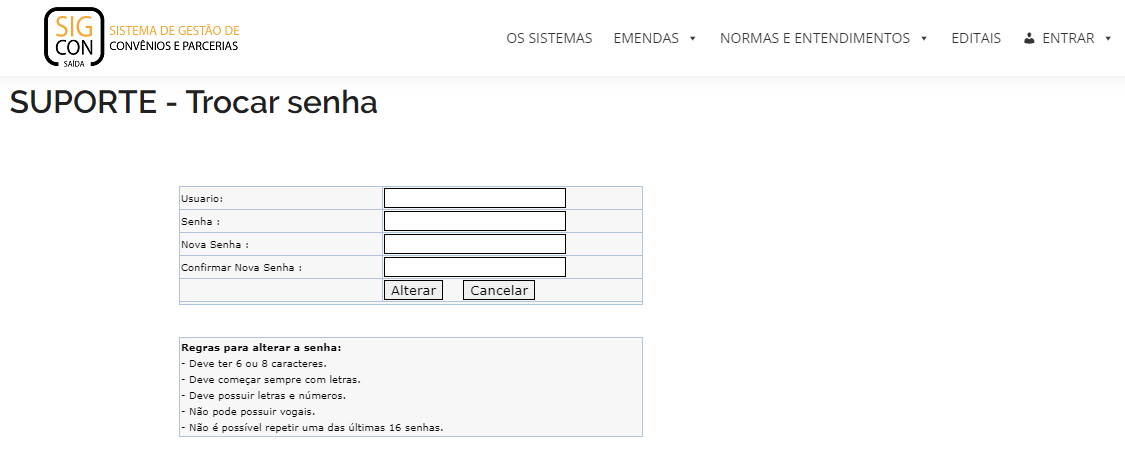 SIG
CON
SAÍDA
SISTEMA DE GESTÃO DE
CONVÊNIOS E PARCERIAS
OS SISTEMAS EMENDAS NORMAS E ENTENDIMENTOS EDITAIS ENTRAR
SUPORTE - Trocar senha
Usuario:
Senha :
Nova Senha :
Confirmar Nova Senha :
Alterar Cancelar
Regras para alterar a senha:
- Deve ter 6 ou 8 caracteres.
- Deve começar sempre com letras.
- Deve possuir letras e números.
- Não pode possuir vogais.
- Não é possível repetir uma das últimas 16 senhas.